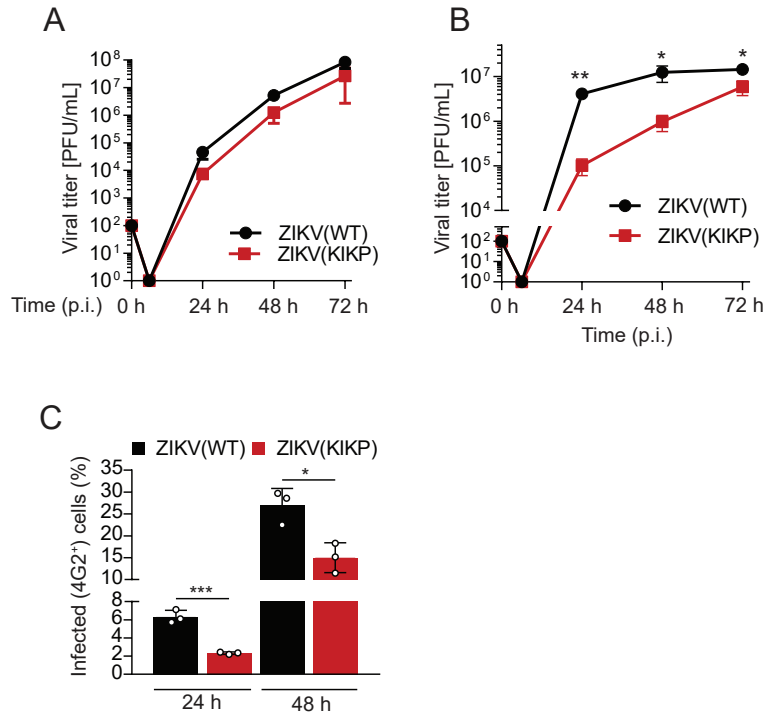 A
Viral titer [PFU/mL]
10⁸
10⁷
10⁶
10⁵
10⁴
10³
10²
10¹
10⁰
ZIKV(WT)
ZIKV(KIKP)
Time (p.i.)
0 h
24 h
48 h
72 h
B
Viral titer [PFU/mL]
10⁷
10⁶
10⁵
10⁴
10²
10¹
10⁰
**
*
*
ZIKV(WT)
ZIKV(KIKP)
0 h
24 h
48 h
72 h
Time (p.i.)
C
ZIKV(WT)
ZIKV(KIKP)
Infected (4G2⁺) cells (%)
35
30
25
20
15
10
8
6
4
2
0
***
*
24 h
48 h